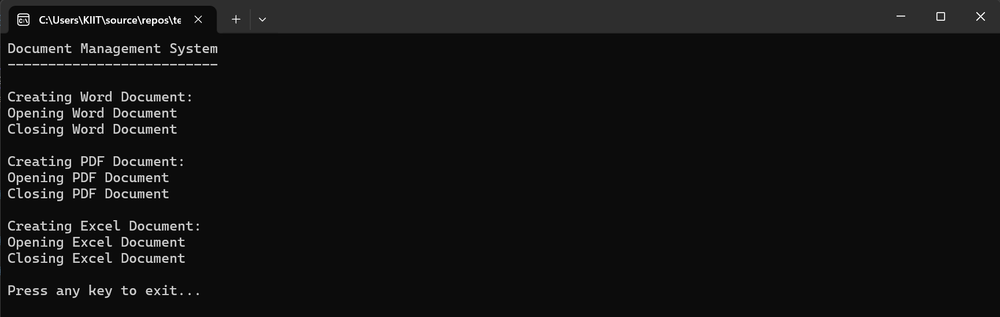 C:\Users\KIIT\source\repos\te
Document Management System
--------------------------
Creating Word Document:
Opening Word Document
Closing Word Document
Creating PDF Document:
Opening PDF Document
Closing PDF Document
Creating Excel Document:
Opening Excel Document
Closing Excel Document
Press any key to exit...